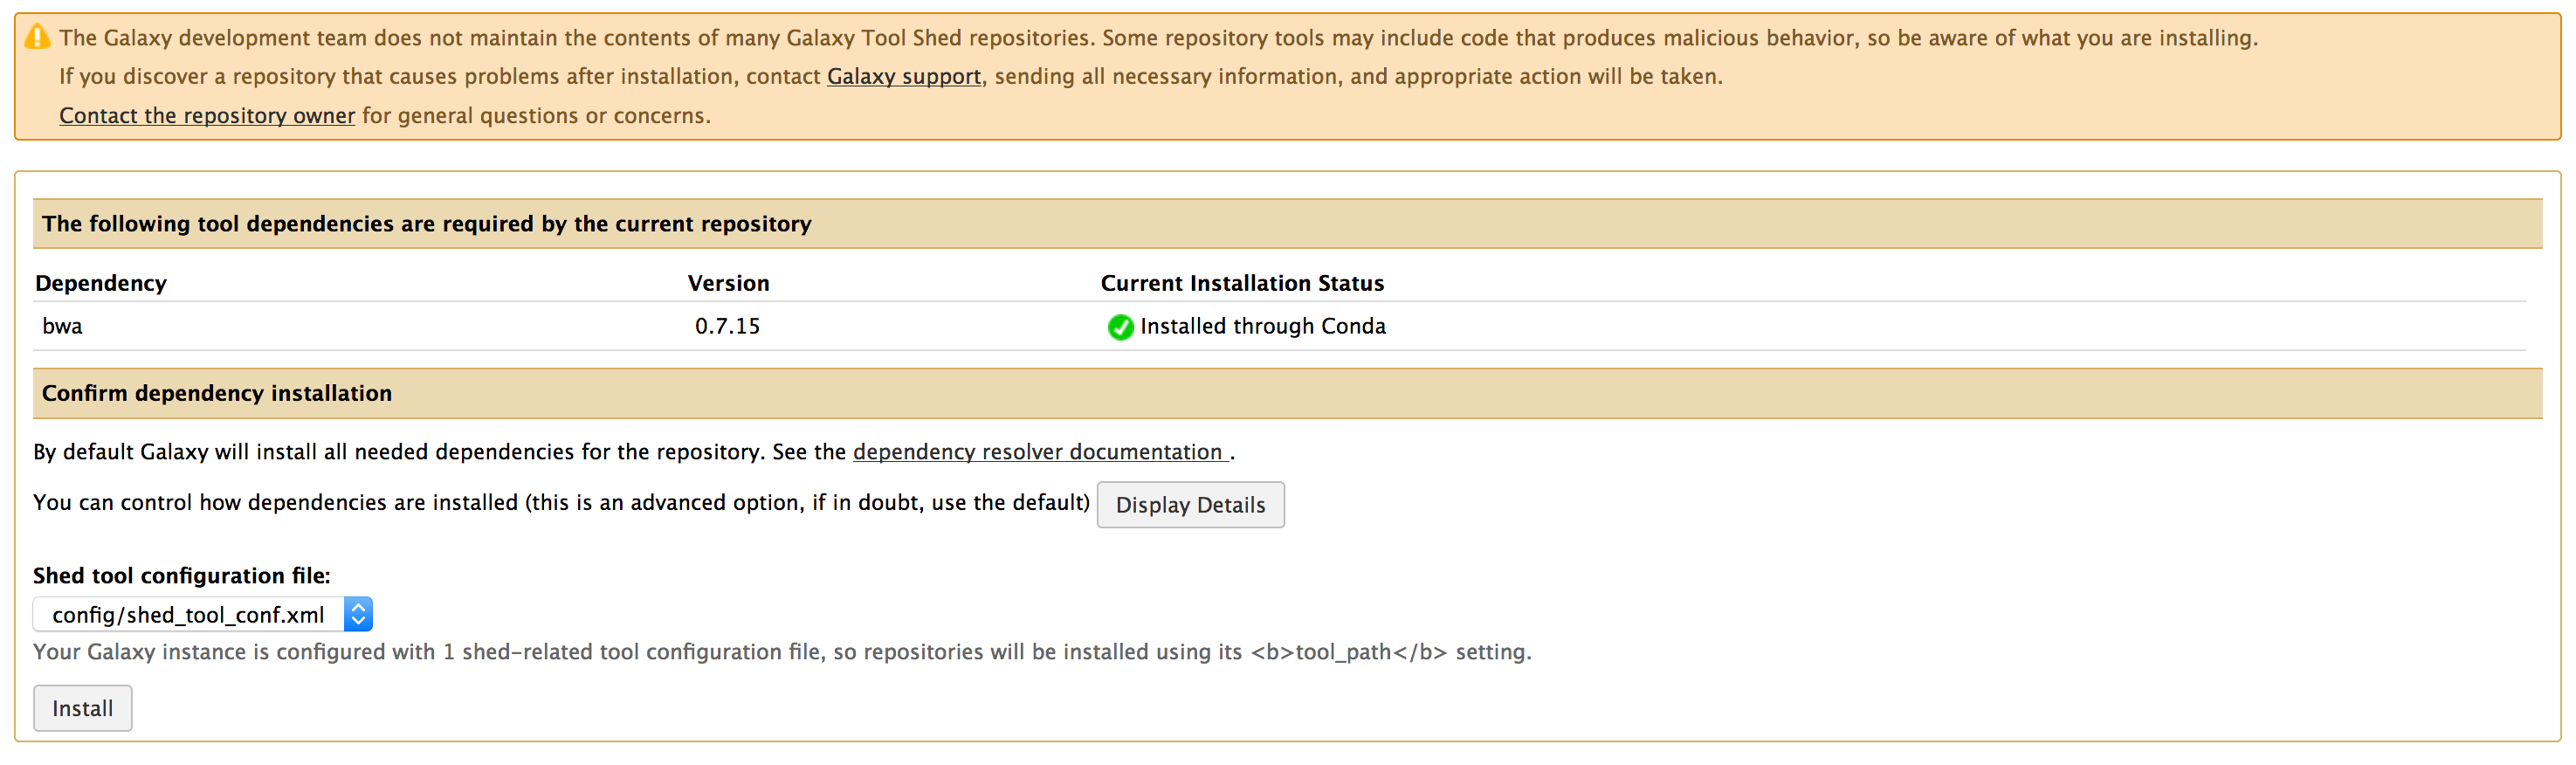 The Galaxy development team does not maintain the contents of many Galaxy Tool Shed repositories. Some repository tools may include code that produces malicious behavior, so be aware of what you are installing.
If you discover a repository that causes problems after installation, contact Galaxy support, sending all necessary information, and appropriate action will be taken.
Contact the repository owner for general questions or concerns.
The following tool dependencies are required by the current repository
Dependency Version Current Installation Status
bwa 0.7.15 Installed through Conda
Confirm dependency installation
By default Galaxy will install all needed dependencies for the repository. See the dependency resolver documentation .
You can control how dependencies are installed (this is an advanced option, if in doubt, use the default) Display Details
Shed tool configuration file:
config/shed_tool_conf.xml
Your Galaxy instance is configured with 1 shed-related tool configuration file, so repositories will be installed using its <b>tool_path</b> setting.
Install